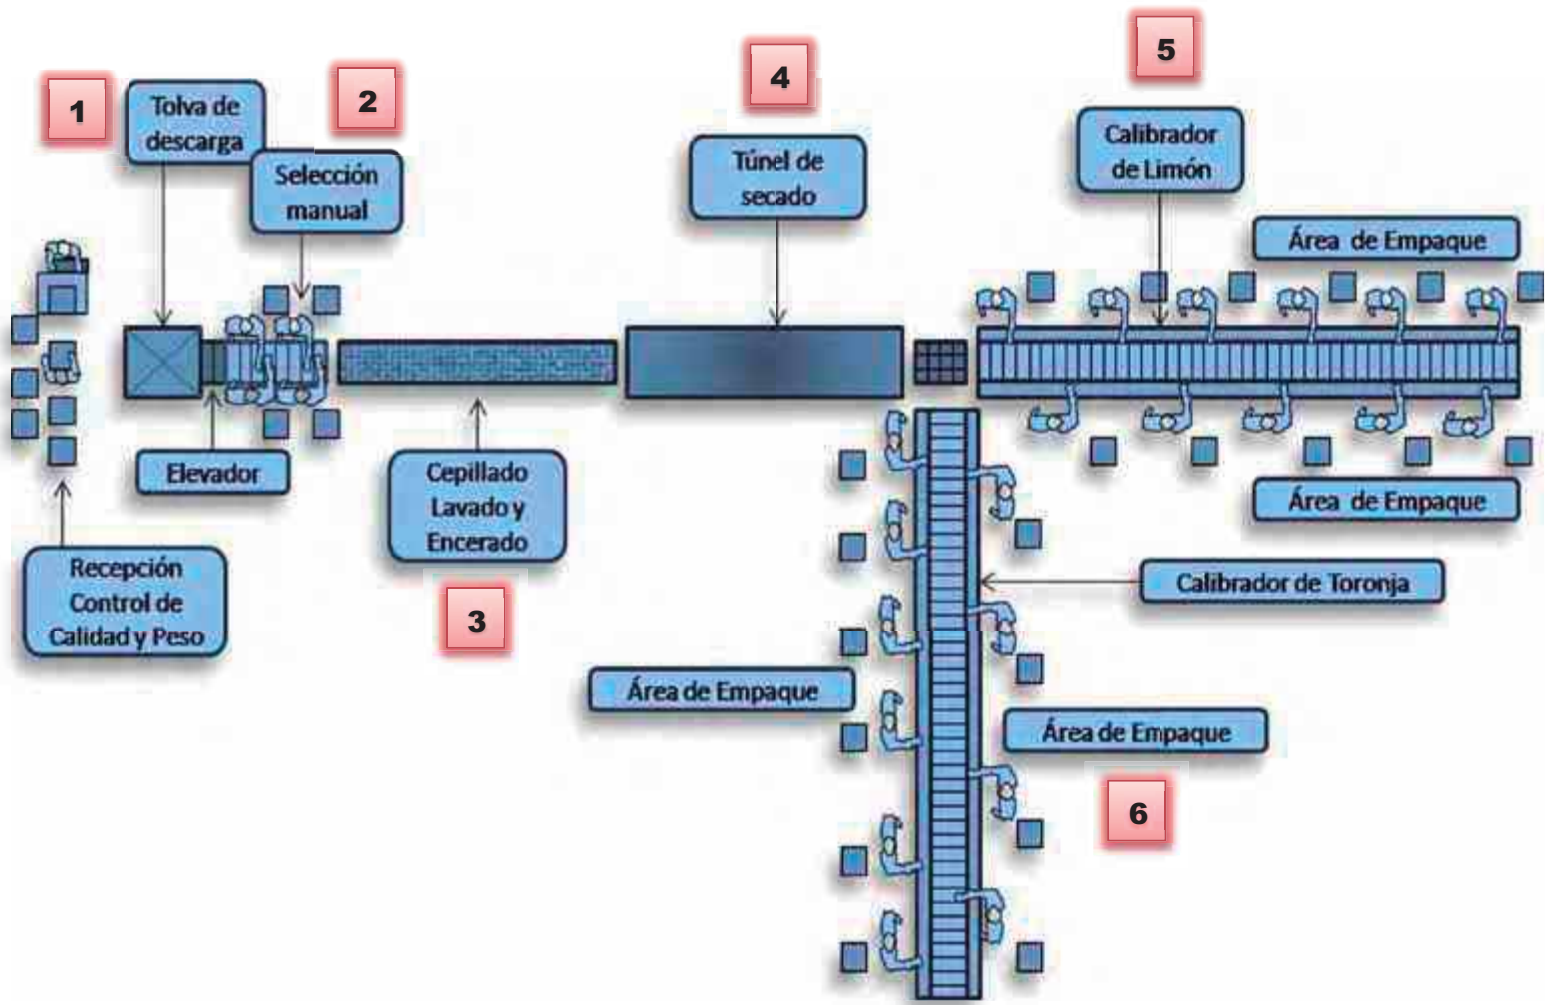 1
Tolva de
descarga
2
Selección
manual
4
Túnel de
secado
5
Calibrador
de Limón
Área de Empaque
Elevador
Cepillado
Lavado y
Encerado
3
Recepción
Control de
Calidad y Peso
Área de Empaque
Calibrador de Toronja
Área de Empaque
Área de Empaque
6